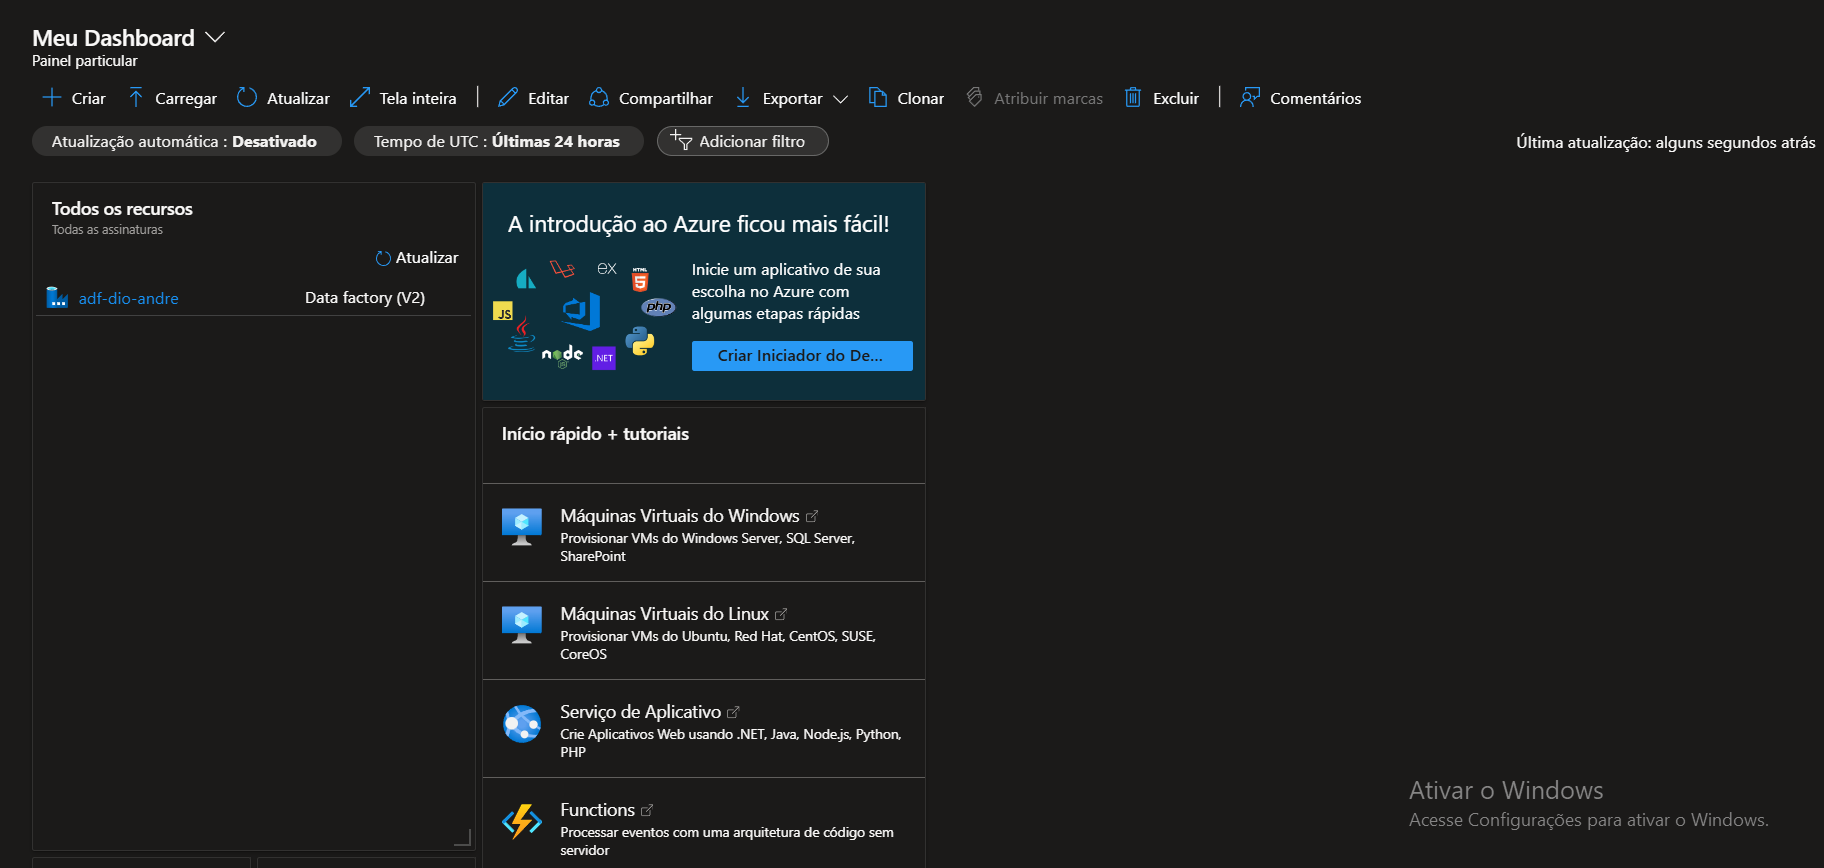 Meu Dashboard
Painel particular
Criar Carregar Atualizar Tela inteira Editar Compartilhar Exportar Clonar Atribuir marcas Excluir Comentários
Atualização automática : Desativado Tempo de UTC : Últimas 24 horas Adicionar filtro
Última atualização: alguns segundos atrás
Todos os recursos
Todas as assinaturas
Atualizar
adf-dio-andre Data factory (V2)
A introdução ao Azure ficou mais fácil!
ex
HTML
5
JS
php
node
JS
.NET
Inicie um aplicativo de sua
escolha no Azure com
algumas etapas rápidas
Criar Iniciador do De...
Início rápido + tutoriais
Máquinas Virtuais do Windows
Provisionar VMs do Windows Server, SQL Server,
SharePoint
Máquinas Virtuais do Linux
Provisionar VMs do Ubuntu, Red Hat, CentOS, SUSE,
CoreOS
Serviço de Aplicativo
Crie Aplicativos Web usando .NET, Java, Node.js, Python,
PHP
Functions
Processar eventos com uma arquitetura de código sem
servidor
Ativar o Windows
Acesse Configurações para ativar o Windows.